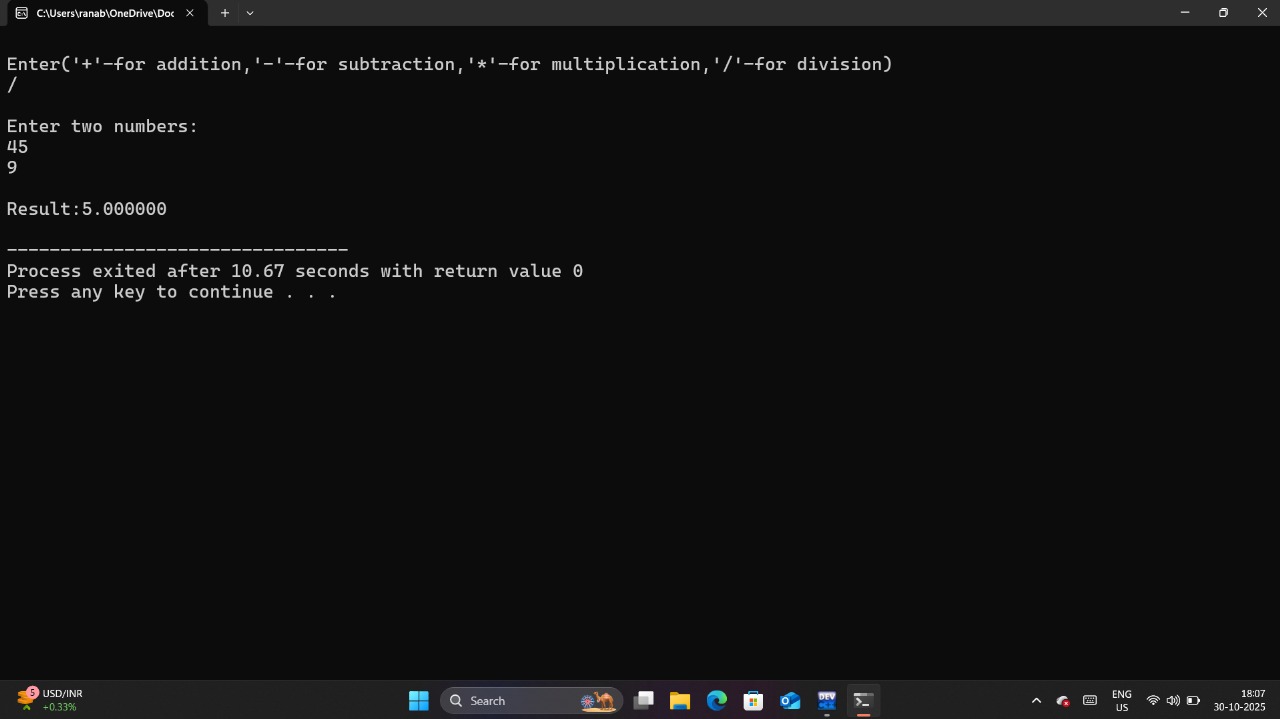 C:\Users\ranab\OneDrive\Doc
Enter('+'-for addition,'-'-for subtraction,'*'-for multiplication,'/'-for division)
/
Enter two numbers:
45
9
Result:5.000000
--------------------------------
Process exited after 10.67 seconds with return value 0
Press any key to continue . . .
5
USD/INR
+0.33%
Search
DEV
ENG
US
18:07
30-10-2025